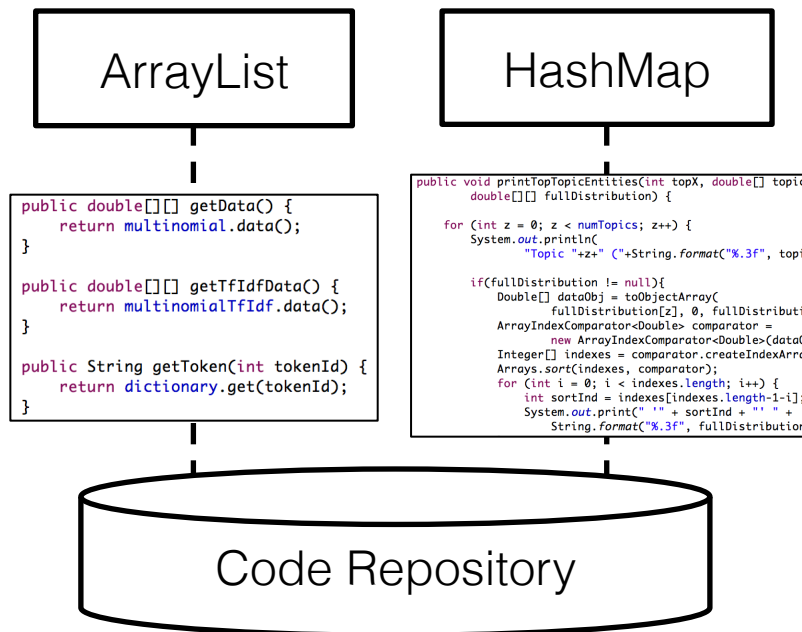 ArrayList
HashMap
public double[][] getData() {
    return multinomial.data();
}
public double[][] getTfIdfData() {
    return multinomialTfIdf.data();
}
public String getToken(int tokenId) {
    return dictionary.get(tokenId);
}
public void printTopTopicEntities(int topX, double[] topic
        double[][] fullDistribution) {
    for (int z = 0; z < numTopics; z++) {
        System.out.println(
                "Topic "+z+" ("+String.format("%.3f", topi
        if(fullDistribution != null){
            Double[] dataObj = toObjectArray(
                    fullDistribution[z], 0, fullDistributi
            ArrayIndexComparator<Double> comparator =
                    new ArrayIndexComparator<Double>(dataO
            Integer[] indexes = comparator.createIndexArra
            Arrays.sort(indexes, comparator);
            for (int i = 0; i < indexes.length; i++) {
                int sortInd = indexes[indexes.length-1-i];
                System.out.print(" '" + sortInd + "' " +
                    String.format("%.3f", fullDistribution
Code Repository